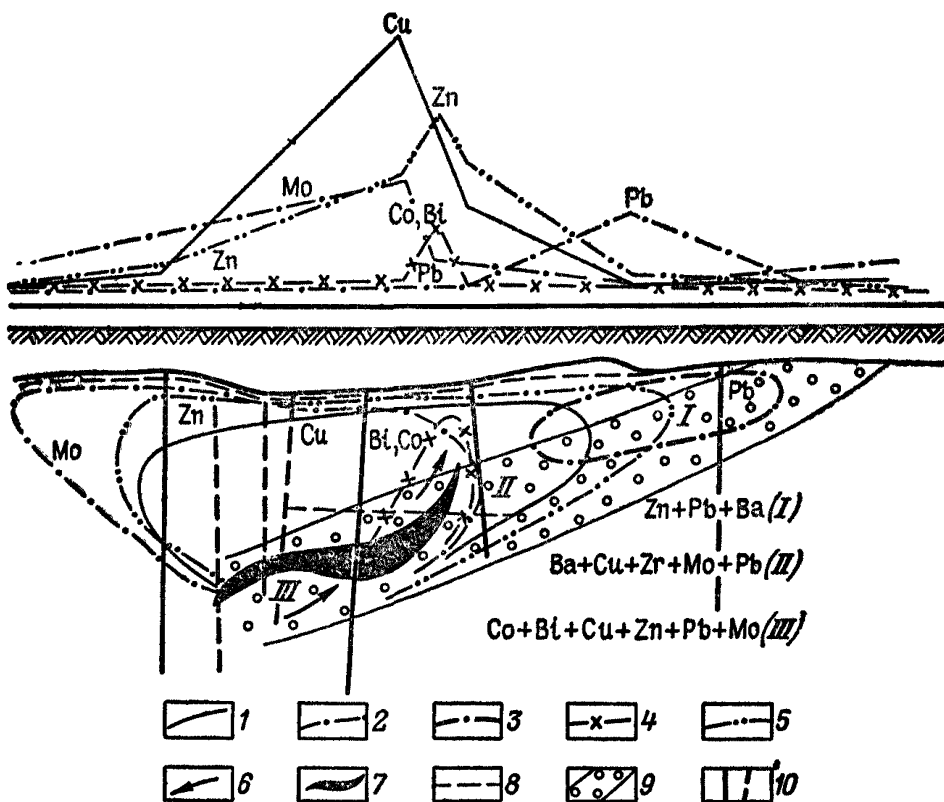 Cu
Zn
Mo
Pb
Co, Bi
Zn
Pb
Zn
Pb
I
Cu
Mo
Bi, Co
II
Zn+Pb+Ba(I)
Ba+Cu+Zr+Mo+Pb(II)
III
Co+Bi+Cu+Zn+Pb+Mo(III)
1 2 3 4 5
6 7 8 9 10